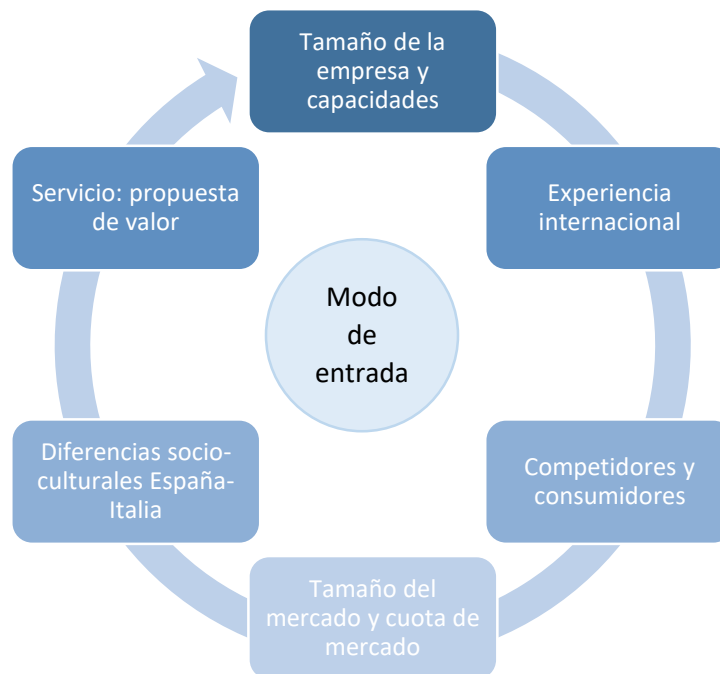 Tamaño de la
empresa y
capacidades
Experiencia
internacional
Competidores y
consumidores
Tamaño del
mercado y cuota de
mercado
Diferencias socio-
culturales España-
Italia
Servicio: propuesta
de valor
Modo
de
entrada